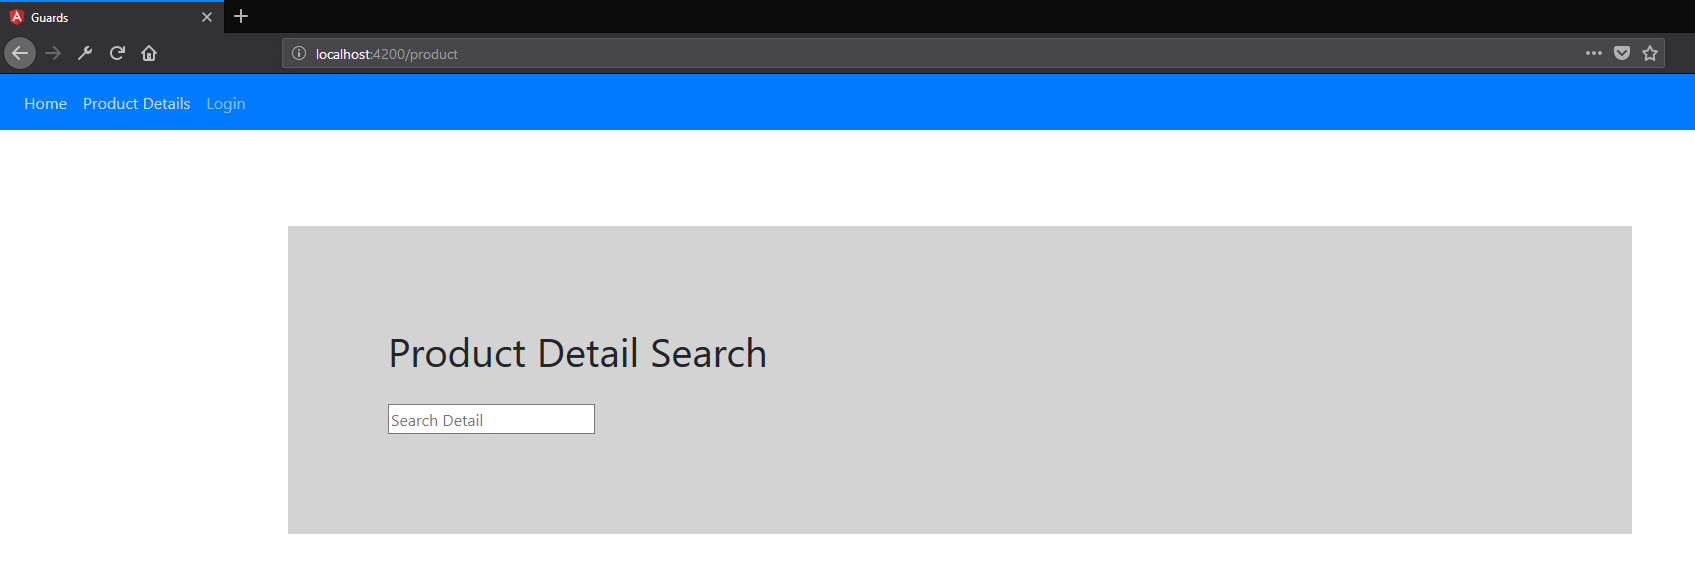 Guards
localhost:4200/product
Home Product Details Login
Product Detail Search
Search Detail